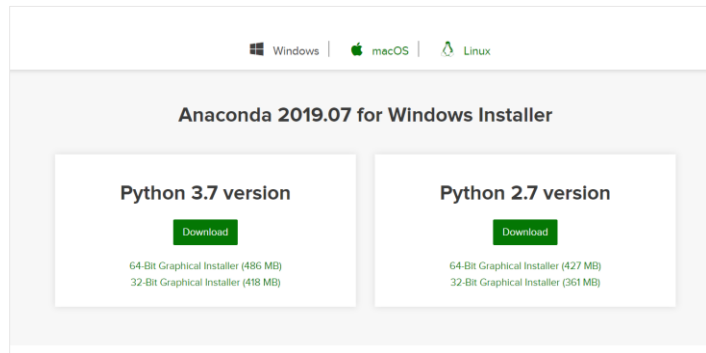 Windows macOS Linux
Anaconda 2019.07 for Windows Installer
Python 3.7 version
Download
64-Bit Graphical Installer (486 MB)
32-Bit Graphical Installer (418 MB)
Python 2.7 version
Download
64-Bit Graphical Installer (427 MB)
32-Bit Graphical Installer (361 MB)